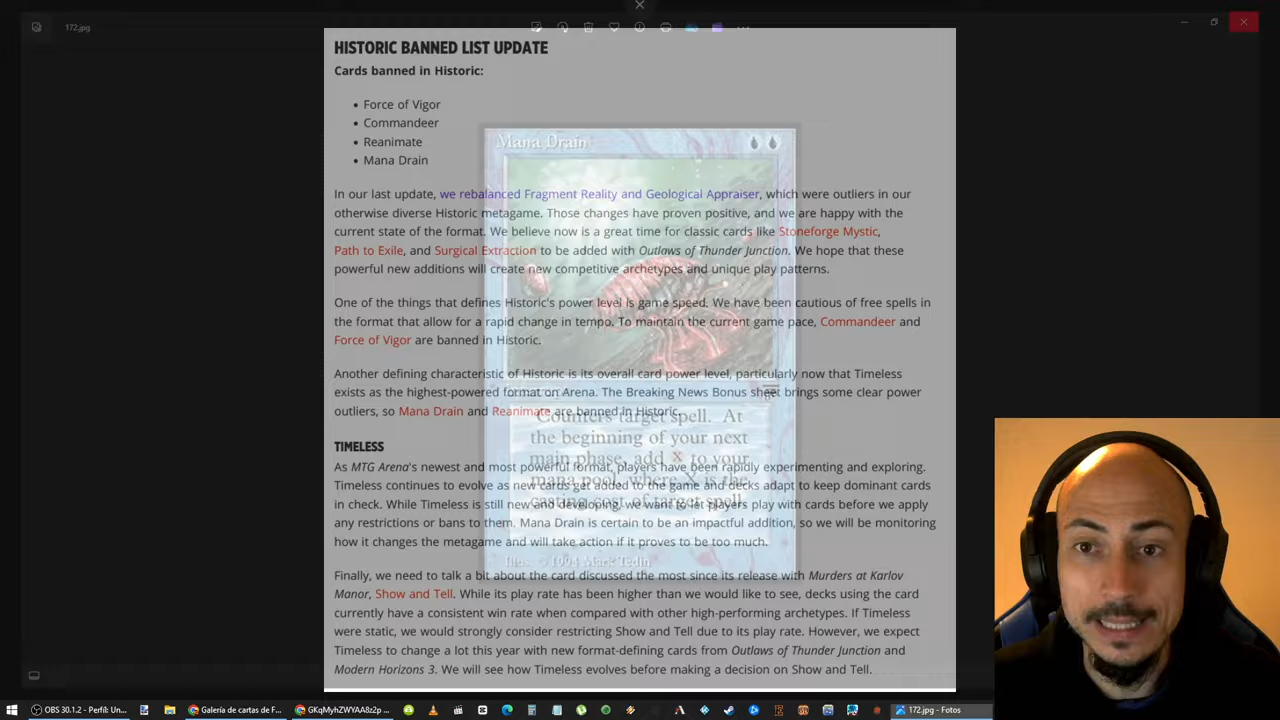 172.jpg
HISTORIC BANNED LIST UPDATE
Cards banned in Historic:
• Force of Vigor
• Commandeer
• Reanimate
• Mana Drain
Mana Drain
In our last update, we rebalanced Fragment Reality and Geological Appraiser, which were outliers in our
otherwise diverse Historic metagame. Those changes have proven positive, and we are happy with the
current state of the format. We believe now is a great time for classic cards like Stoneforge Mystic,
Path to Exile, and Surgical Extraction to be added with Outlaws of Thunder Junction. We hope that these
powerful new additions will create new competitive archetypes and unique play patterns.
One of the things that defines Historic's power level is game speed. We have been cautious of free spells in
the format that allow for a rapid change in tempo. To maintain the current game pace, Commandeer and
Force of Vigor are banned in Historic.
Another defining characteristic of Historic is its overall card power level, particularly now that Timeless
exists as the highest-powered format on Arena. The Breaking News Bonus sheet brings some clear power
outliers, so Mana Drain and Reanimate are banned in Historic.
Counters target spell. At
the beginning of your next
main phase, add X to your
mana pool, where X is the
casting cost of target spell.
Illus. © 1994 Mark Tedin
TIMELESS
As MTG Arena's newest and most powerful format, players have been rapidly experimenting and exploring.
Timeless continues to evolve as new cards get added to the game and decks adapt to keep dominant cards
in check. While Timeless is still new and developing, we want to let players play with cards before we apply
any restrictions or bans to them. Mana Drain is certain to be an impactful addition, so we will be monitoring
how it changes the metagame and will take action if it proves to be too much.
Finally, we need to talk a bit about the card discussed the most since its release with Murders at Karlov
Manor, Show and Tell. While its play rate has been higher than we would like to see, decks using the card
currently have a consistent win rate when compared with other high-performing archetypes. If Timeless
were static, we would strongly consider restricting Show and Tell due to its play rate. However, we expect
Timeless to change a lot this year with new format-defining cards from Outlaws of Thunder Junction and
Modern Horizons 3. We will see how Timeless evolves before making a decision on Show and Tell.
OBS 30.1.2 - Perfil: Un...
Galería de cartas de F...
GKqMyhZWYAA8z2p ...
172.jpg - Fotos